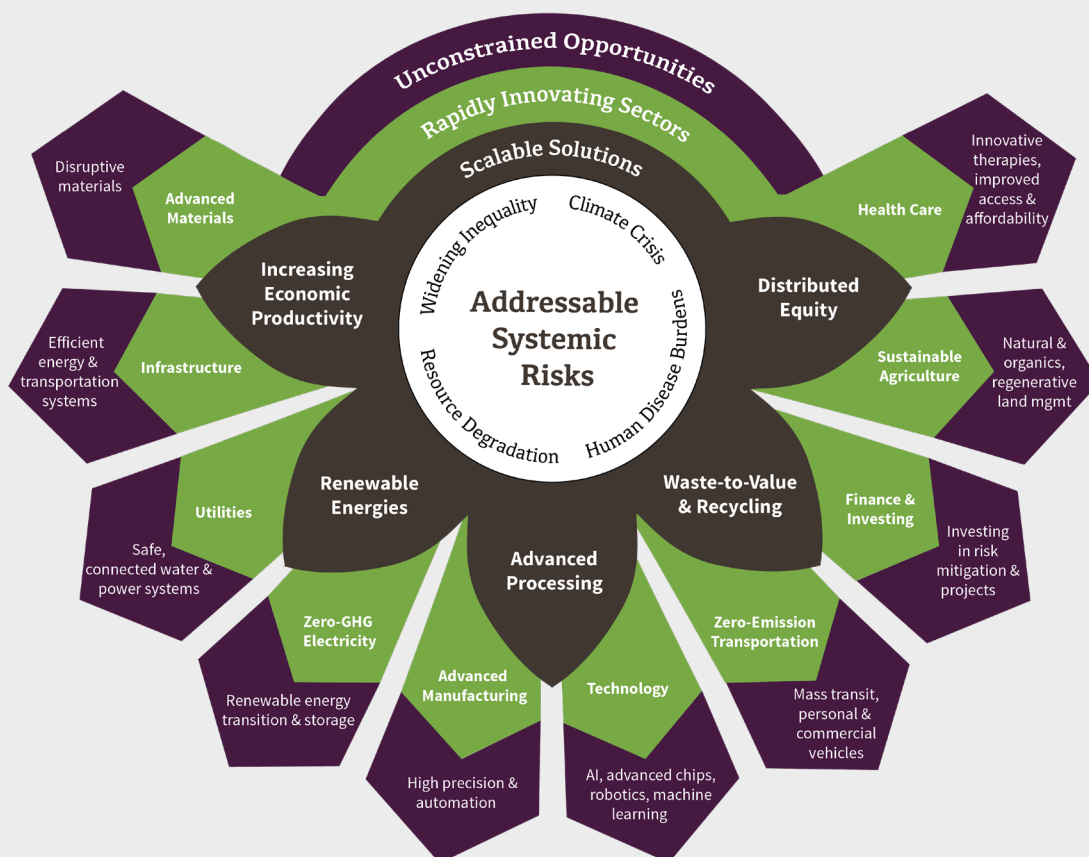 Unconstrained Opportunities
Rapidly Innovating Sectors
Scalable Solutions
Widening Inequality
Climate Crisis
Human Disease Burdens
Resource Degradation
Addressable
Systemic
Risks
Increasing
Economic
Productivity
Distributed
Equity
Renewable
Energies
Waste-to-Value
& Recycling
Advanced
Processing
Disruptive
materials
Advanced
Materials
Health Care
Innovative
therapies,
improved
access &
affordability
Efficient
energy &
transportation
systems
Infrastructure
Sustainable
Agriculture
Natural &
organics,
regenerative
land mgmt
Safe,
connected water &
power systems
Utilities
Finance &
Investing
Investing
in risk
mitigation &
projects
Renewable energy
transition & storage
Zero-GHG
Electricity
Zero-Emission
Transportation
Mass transit,
personal &
commercial
vehicles
Advanced
Manufacturing
High precision &
automation
Technology
AI, advanced chips,
robotics, machine
learning